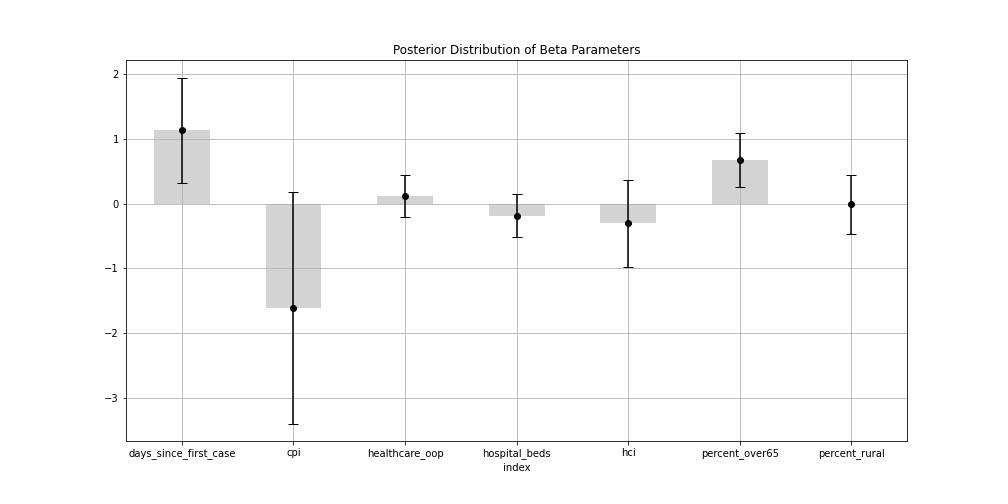 Posterior Distribution of Beta Parameters
2
1
0
−1
−2
−3
days_since_first_case cpi healthcare_oop hospital_beds hci percent_over65 percent_rural
index